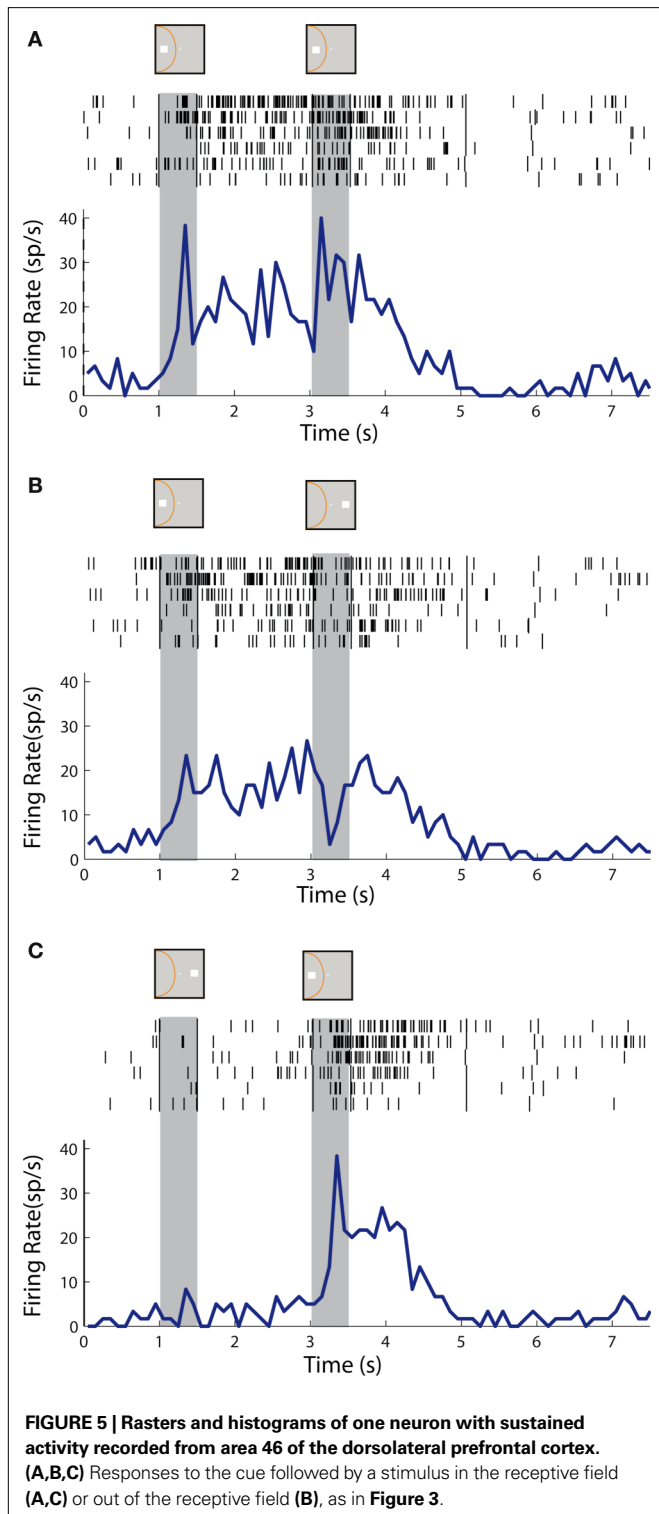 A
40
30
20
10
0
Firing Rate (sp/s)
0 1 2 3 4 5 6 7
Time (s)
B
40
30
20
10
0
Firing Rate(sp/s)
0 1 2 3 4 5 6 7
Time (s)
C
40
30
20
10
0
Firing Rate(sp/s)
0 1 2 3 4 5 6 7
Time (s)
FIGURE 5 | Rasters and histograms of one neuron with sustained
activity recorded from area 46 of the dorsolateral prefrontal cortex.
(A,B,C) Responses to the cue followed by a stimulus in the receptive field
(A,C) or out of the receptive field (B), as in Figure 3.